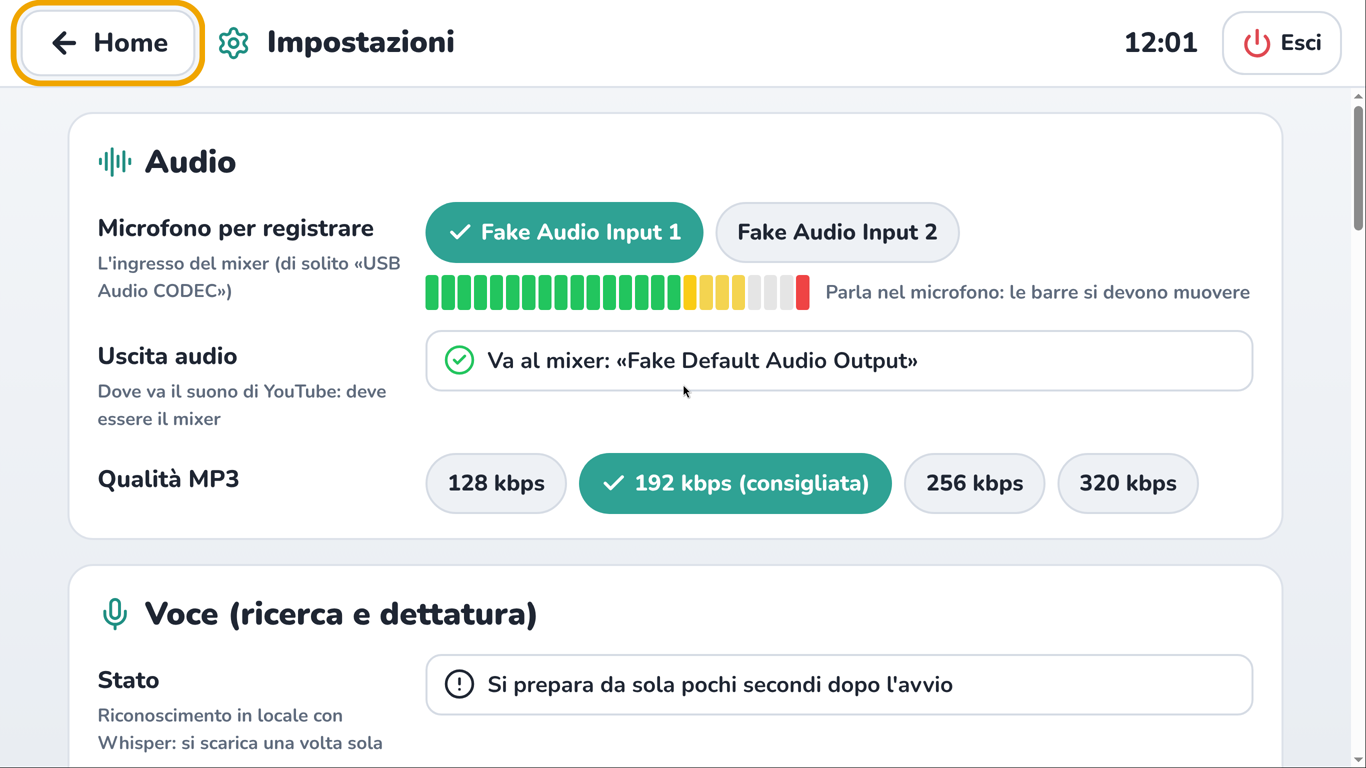 Home
Impostazioni
12:01
Esci
Audio
Microfono per registrare
L'ingresso del mixer (di solito «USB
Audio CODEC»)
Fake Audio Input 1
Fake Audio Input 2
Parla nel microfono: le barre si devono muovere
Uscita audio
Dove va il suono di YouTube: deve
essere il mixer
Va al mixer: «Fake Default Audio Output»
Qualità MP3
128 kbps
192 kbps (consigliata)
256 kbps
320 kbps
Voce (ricerca e dettatura)
Stato
Riconoscimento in locale con
Whisper: si scarica una volta sola
Si prepara da sola pochi secondi dopo l'avvio